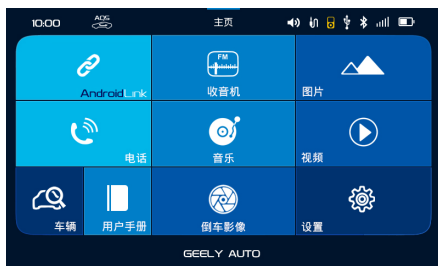 10:00 AQS 主页
FM
AndroidLink 收音机 图片
电话 音乐 视频
车辆 用户手册 倒车影像 设置
GEELY AUTO